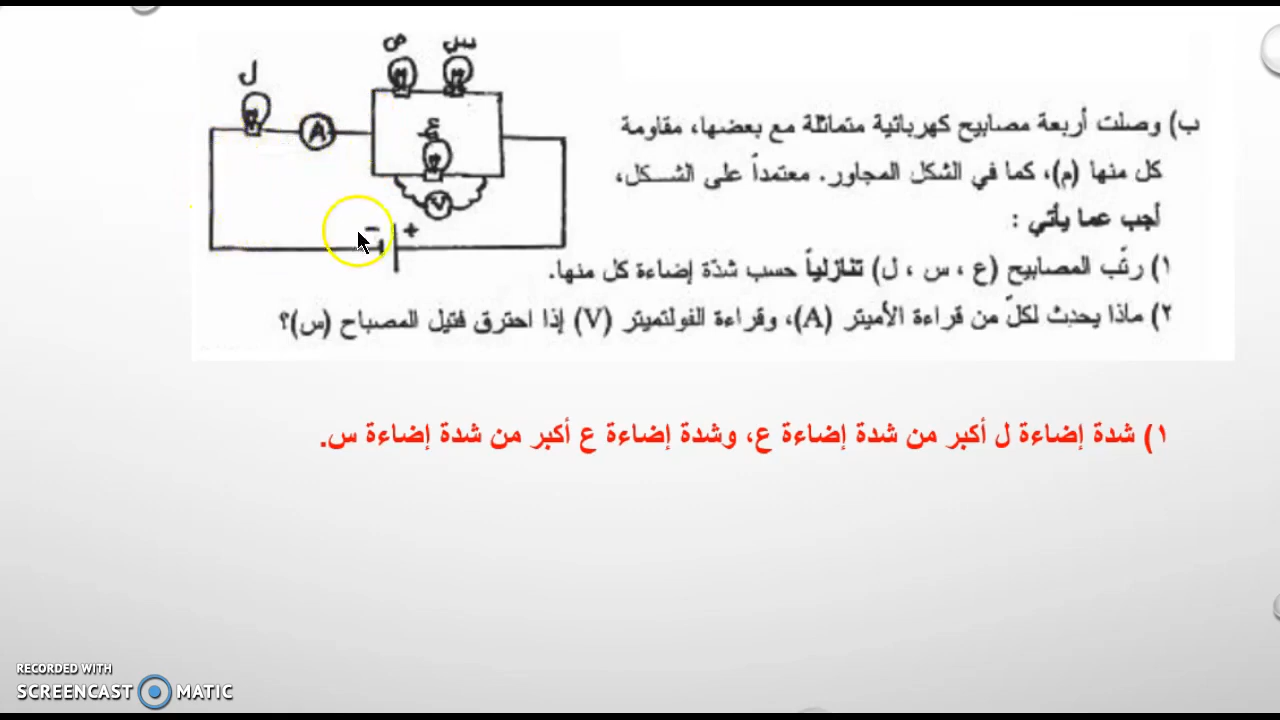 ص
س
ل
A
ع
V
-
+
ب) وصلت أربعة مصابيح كهربائية متماثلة مع بعضها، مقاومة
كل منها (م)، كما في الشكل المجاور. معتمداً على الشكل،
أجب عما يأتي :
١) رتّب المصابيح (ع ، س ، ل) تنازلياً حسب شدّة إضاءة كل منها.
٢) ماذا يحدث لكلّ من قراءة الأميتر (A)، وقراءة الفولتميتر (V) إذا احترق فتيل المصباح (س)؟
١) شدة إضاءة ل أكبر من شدة إضاءة ع، وشدة إضاءة ع أكبر من شدة إضاءة س.
RECORDED WITH
SCREENCAST MATIC